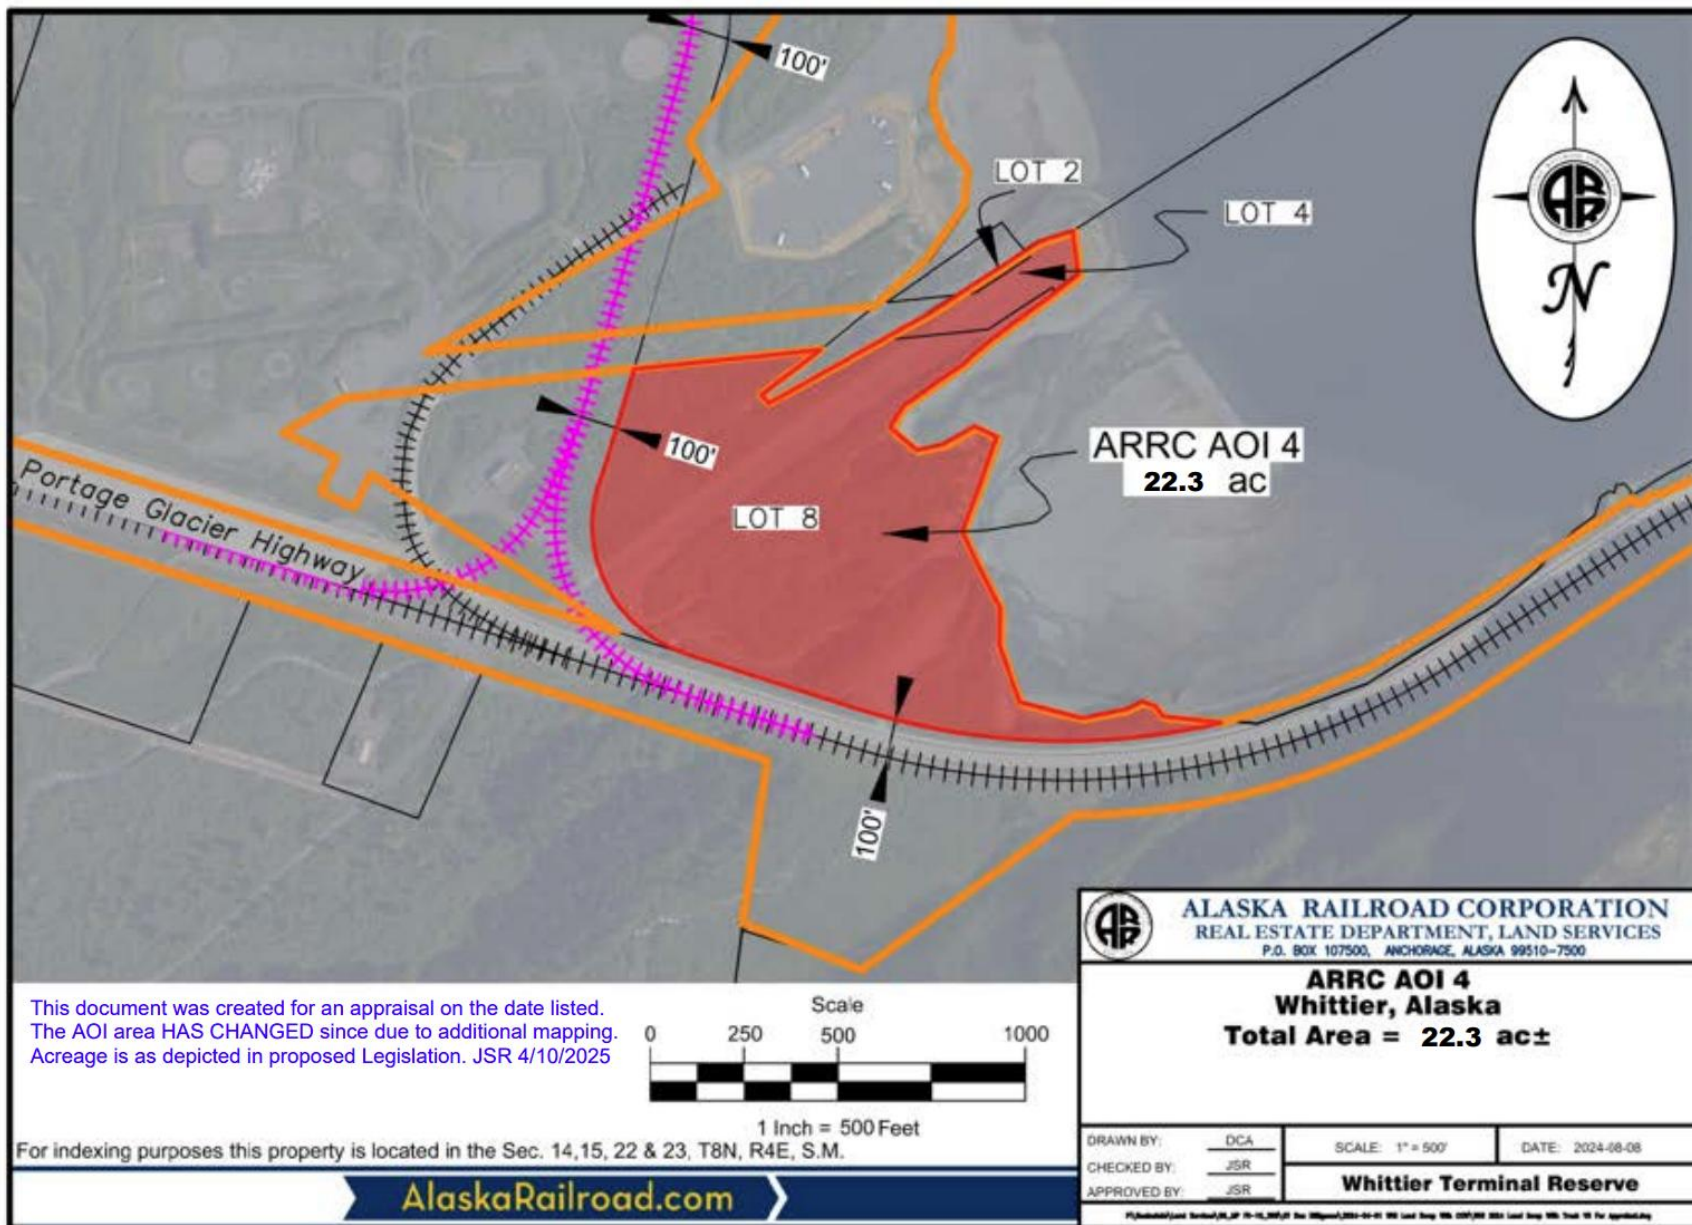 100'
LOT 2
LOT 4
N
100'
ARRC AOI 4
22.3 ac
LOT 8
Portage Glacier Highway
100'
ALASKA RAILROAD CORPORATION
REAL ESTATE DEPARTMENT, LAND SERVICES
P.O. BOX 107500, ANCHORAGE, ALASKA 99510-7500
ARRC AOI 4
Whittier, Alaska
Total Area = 22.3 ac±
This document was created for an appraisal on the date listed.
The AOI area HAS CHANGED since due to additional mapping.
Acreage is as depicted in proposed Legislation. JSR 4/10/2025
Scale
0 250 500 1000
1 Inch = 500 Feet
For indexing purposes this property is located in the Sec. 14,15, 22 & 23, T8N, R4E, S.M.
DRAWN BY: DCA
CHECKED BY: JSR
APPROVED BY: JSR
SCALE: 1" = 500'
DATE: 2024-08-08
Whittier Terminal Reserve
AlaskaRailroad.com